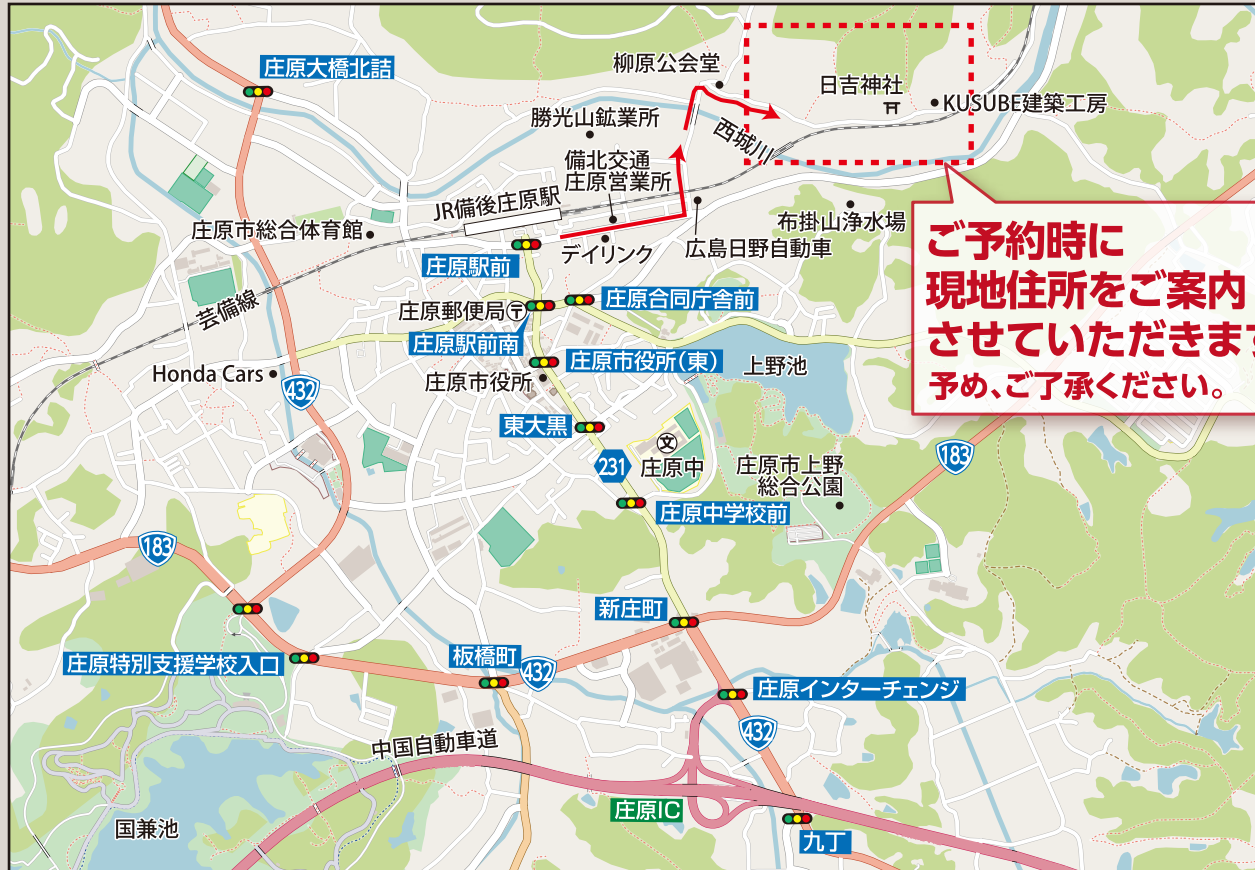 庄原大橋北詰
柳原公会堂
日吉神社
KUSUBE建築工房
勝光山鉱業所
西城川
備北交通
庄原営業所
JR備後庄原駅
布掛山浄水場
庄原市総合体育館
デイリンク
広島日野自動車
庄原駅前
ご予約時に
現地住所をご案内
させていただきます
予め、ご了承ください。
芸備線
庄原郵便局
庄原合同庁舎前
庄原駅前南
庄原市役所(東)
上野池
Honda Cars
432
庄原市役所
東大黒
文
231
庄原中
庄原市上野
総合公園
183
庄原中学校前
183
新庄町
庄原特別支援学校入口
板橋町
432
庄原インターチェンジ
432
中国自動車道
庄原IC
国兼池
九丁